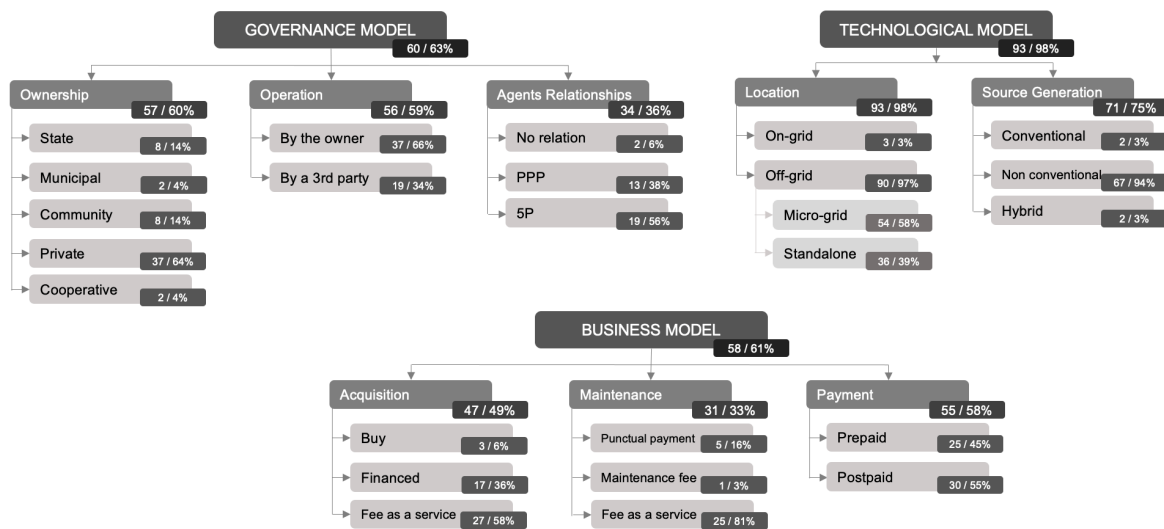 GOVERNANCE MODEL
60 / 63%
Ownership
57 / 60%
State
8 / 14%
Municipal
2 / 4%
Community
8 / 14%
Private
37 / 64%
Cooperative
2 / 4%
Operation
56 / 59%
By the owner
37 / 66%
By a 3rd party
19 / 34%
Agents Relationships
34 / 36%
No relation
2 / 6%
PPP
13 / 38%
5P
19 / 56%
TECHNOLOGICAL MODEL
93 / 98%
Location
93 / 98%
On-grid
3 / 3%
Off-grid
90 / 97%
Micro-grid
54 / 58%
Standalone
36 / 39%
Source Generation
71 / 75%
Conventional
2 / 3%
Non conventional
67 / 94%
Hybrid
2 / 3%
BUSINESS MODEL
58 / 61%
Acquisition
47 / 49%
Buy
3 / 6%
Financed
17 / 36%
Fee as a service
27 / 58%
Maintenance
31 / 33%
Punctual payment
5 / 16%
Maintenance fee
1 / 3%
Fee as a service
25 / 81%
Payment
55 / 58%
Prepaid
25 / 45%
Postpaid
30 / 55%